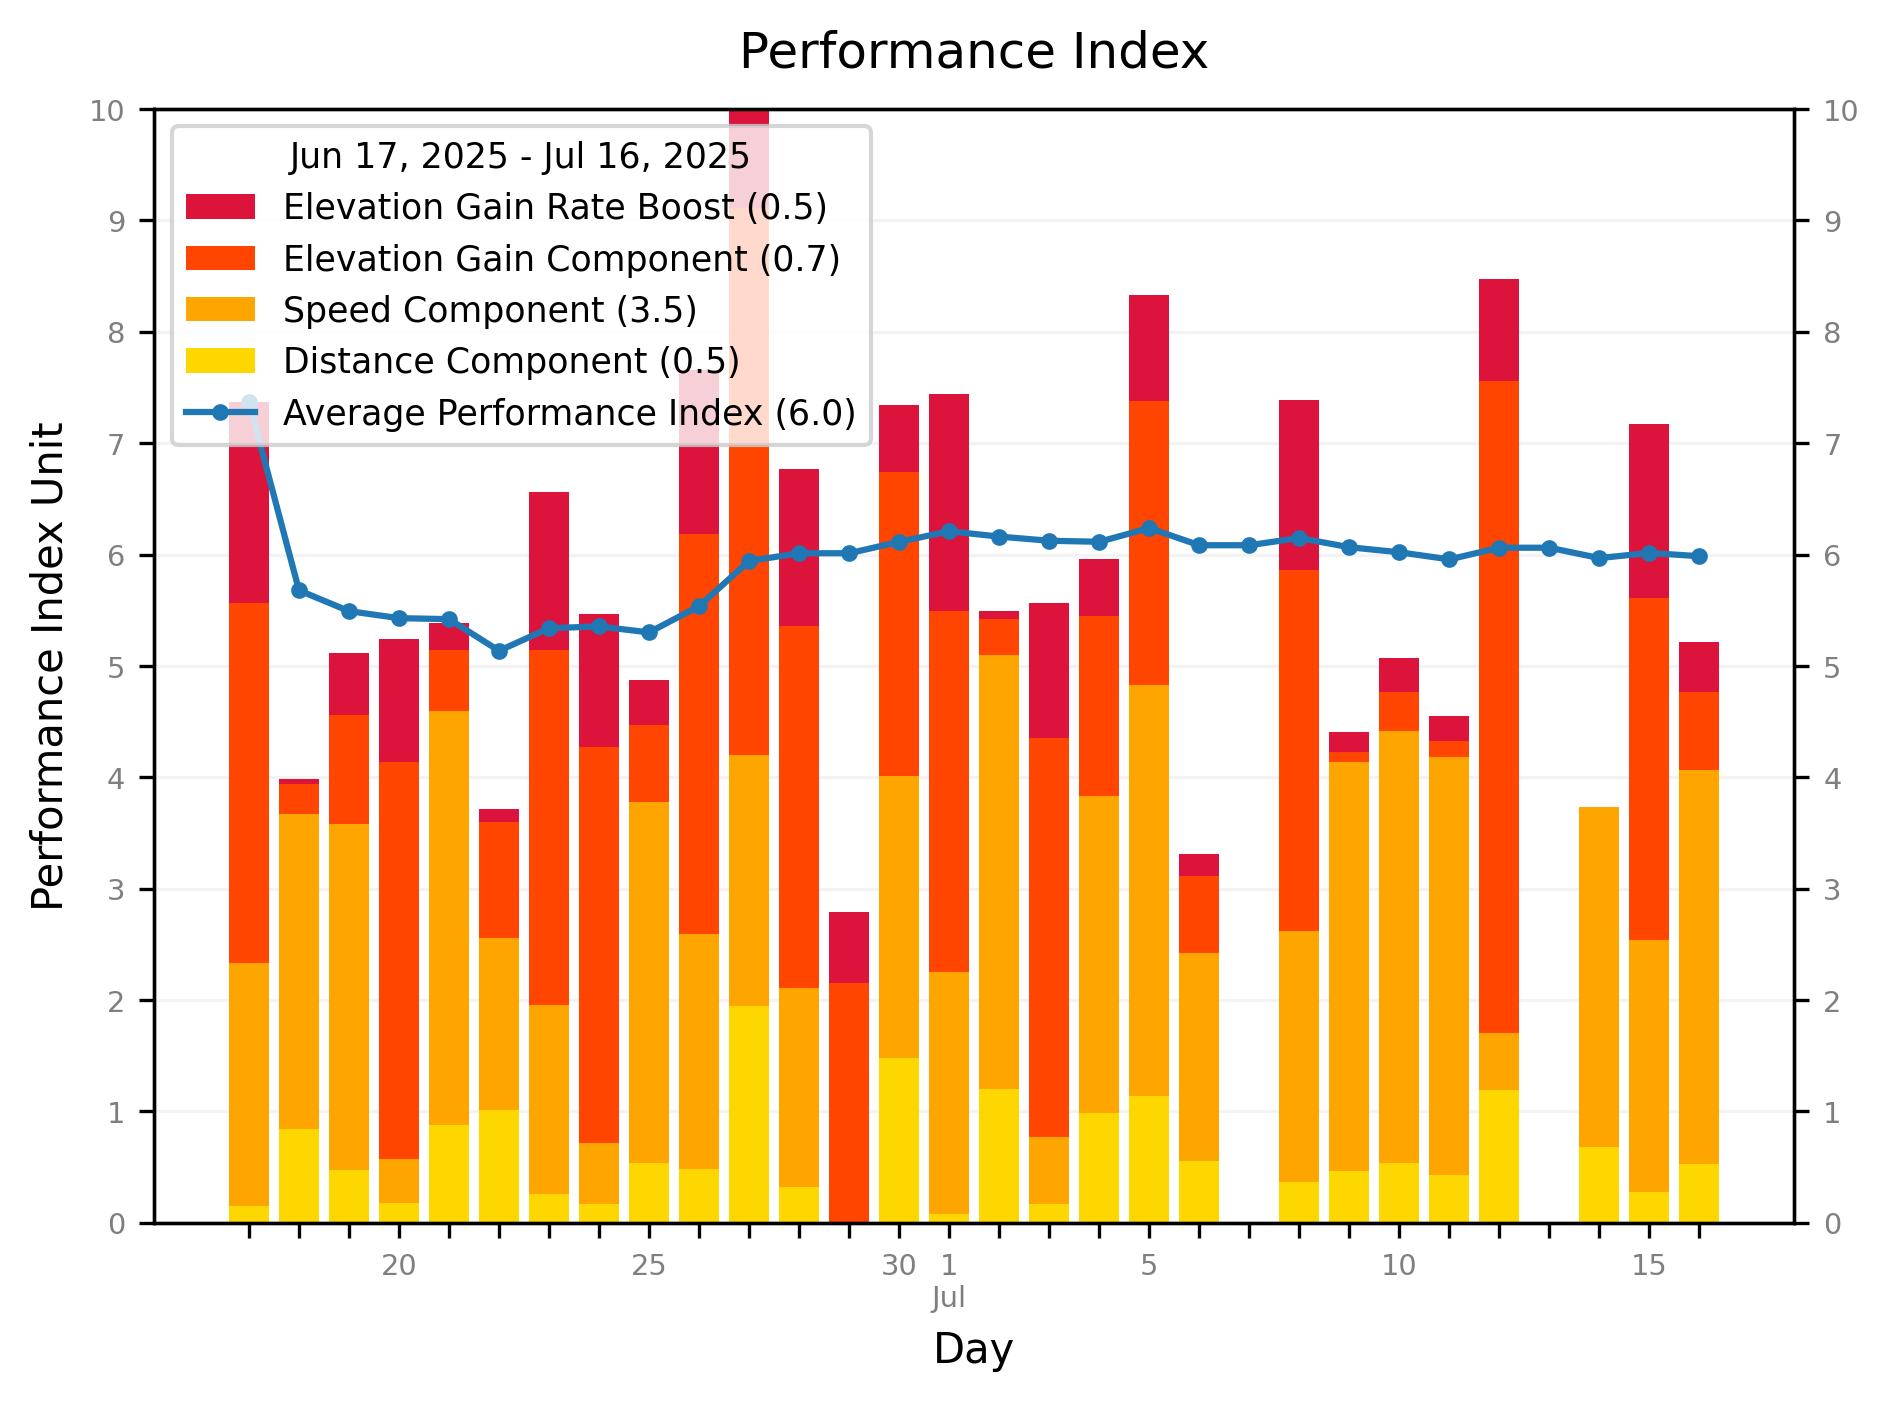 Performance Index
10 10
Jun 17, 2025 - Jul 16, 2025
Elevation Gain Rate Boost (0.5)
9 9
Elevation Gain Component (0.7)
Speed Component (3.5)
8 8
Distance Component (0.5)
Average Performance Index (6.0)
7 7
Performance Index Unit
6 6
5 5
4 4
3 3
2 2
1 1
0 0
20 25 30 1 5 10 15
Jul
Day